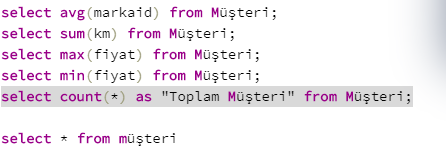 select avg(markaid) from Müşteri;
select sum(km) from Müşteri;
select max(fiyat) from Müşteri;
select min(fiyat) from Müşteri;
select count(*) as "Toplam Müşteri" from Müşteri;
select * from müşteri